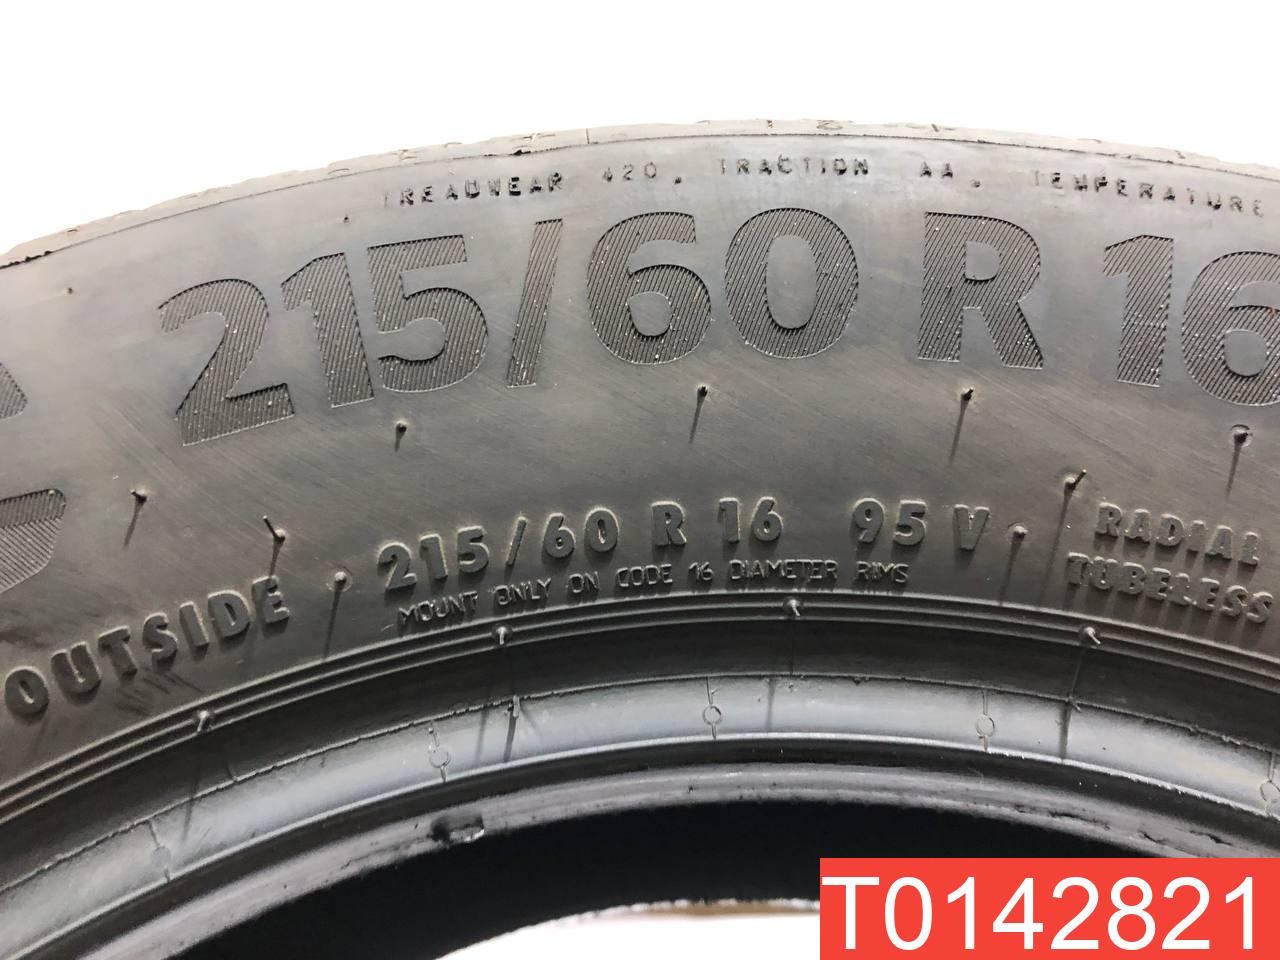 TREADWEAR 420 . TRACTION AA . TEMPERATURE
215/60 R 16
215/60 R 16 95 V
MOUNT ONLY ON CODE 16 DIAMETER RIMS
RADIAL
TUBELESS
OUTSIDE
T0142821